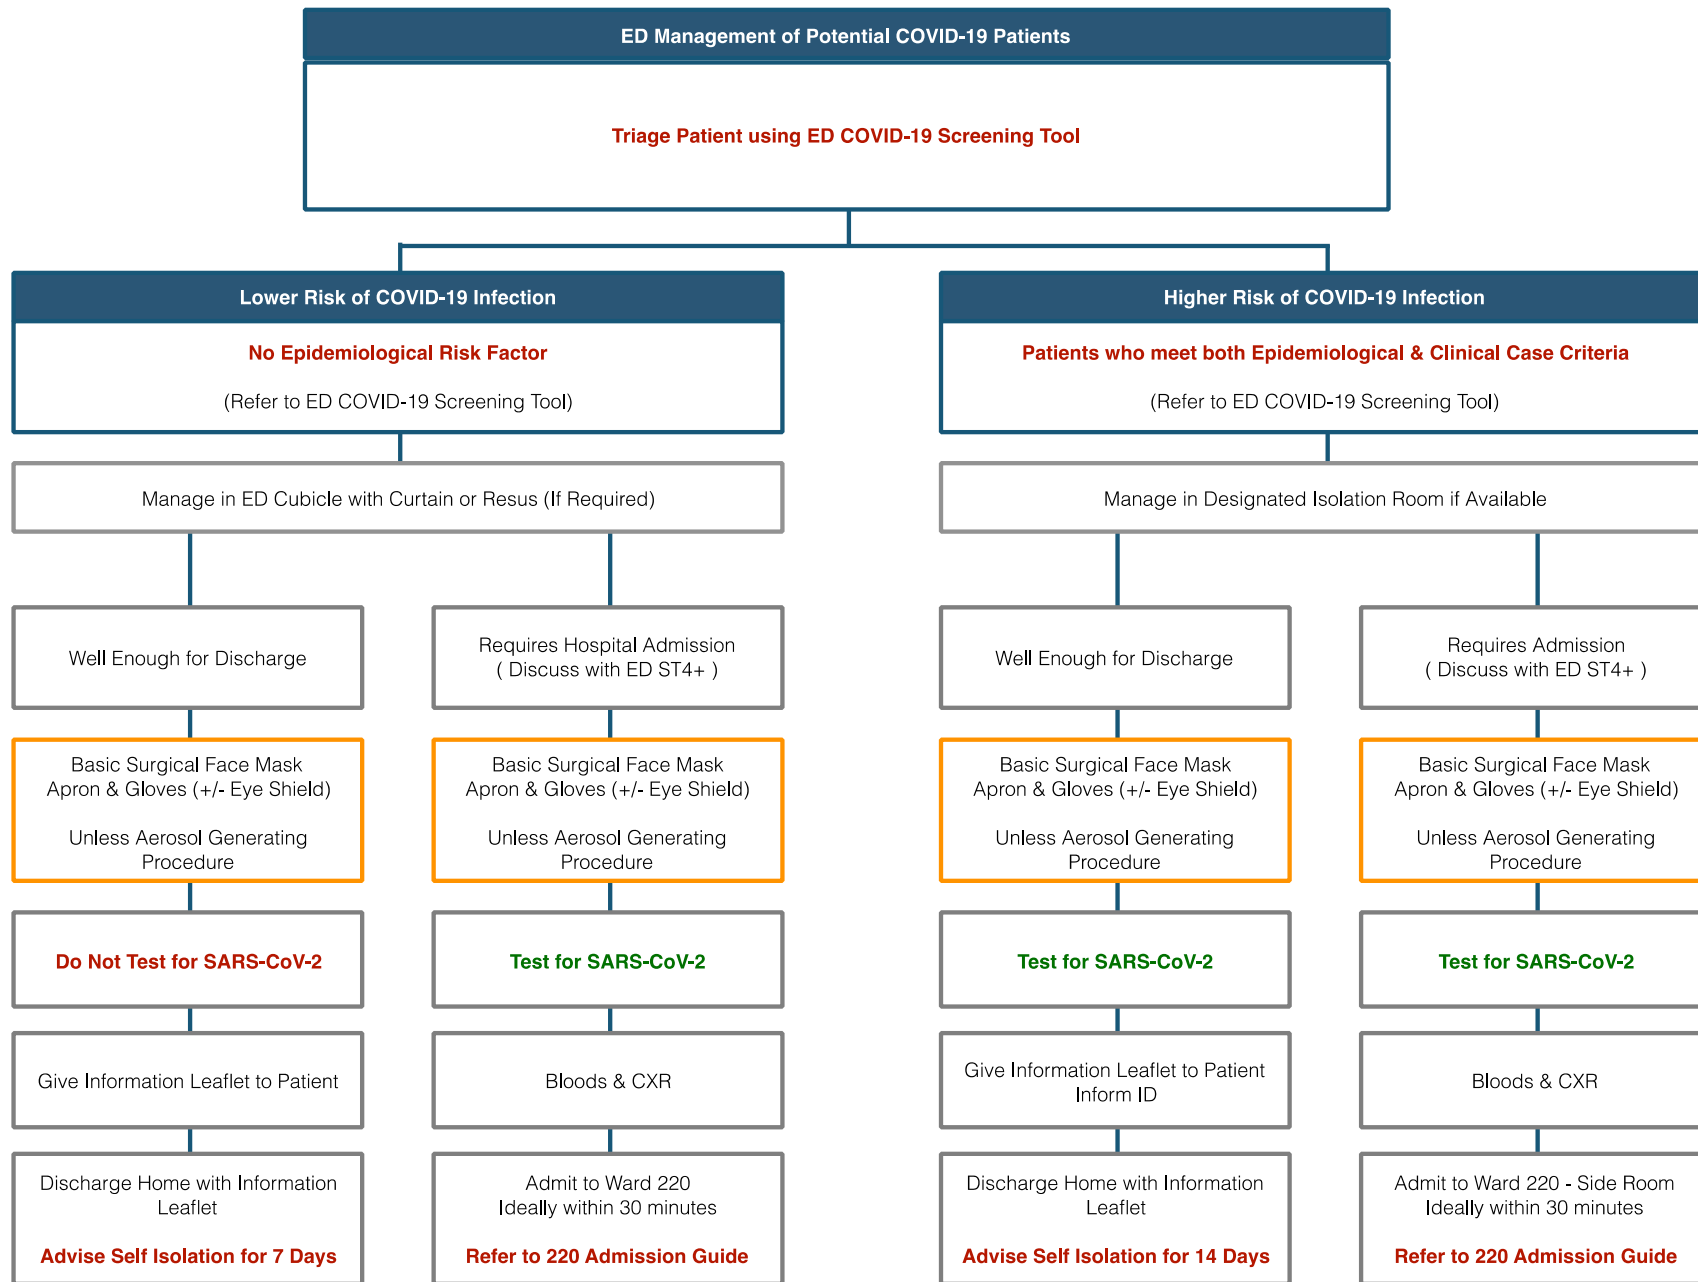 ED Management of Potential COVID-19 Patients
Triage Patient using ED COVID-19 Screening Tool
Lower Risk of COVID-19 Infection
No Epidemiological Risk Factor
(Refer to ED COVID-19 Screening Tool)
Manage in ED Cubicle with Curtain or Resus (If Required)
Well Enough for Discharge
Basic Surgical Face Mask
Apron & Gloves (+/- Eye Shield)
Unless Aerosol Generating
Procedure
Do Not Test for SARS-CoV-2
Give Information Leaflet to Patient
Discharge Home with Information
Leaflet
Advise Self Isolation for 7 Days
Requires Hospital Admission
( Discuss with ED ST4+ )
Basic Surgical Face Mask
Apron & Gloves (+/- Eye Shield)
Unless Aerosol Generating
Procedure
Test for SARS-CoV-2
Bloods & CXR
Admit to Ward 220
Ideally within 30 minutes
Refer to 220 Admission Guide
Higher Risk of COVID-19 Infection
Patients who meet both Epidemiological & Clinical Case Criteria
(Refer to ED COVID-19 Screening Tool)
Manage in Designated Isolation Room if Available
Well Enough for Discharge
Basic Surgical Face Mask
Apron & Gloves (+/- Eye Shield)
Unless Aerosol Generating
Procedure
Test for SARS-CoV-2
Give Information Leaflet to Patient
Inform ID
Discharge Home with Information
Leaflet
Advise Self Isolation for 14 Days
Requires Admission
( Discuss with ED ST4+ )
Basic Surgical Face Mask
Apron & Gloves (+/- Eye Shield)
Unless Aerosol Generating
Procedure
Test for SARS-CoV-2
Bloods & CXR
Admit to Ward 220 - Side Room
Ideally within 30 minutes
Refer to 220 Admission Guide